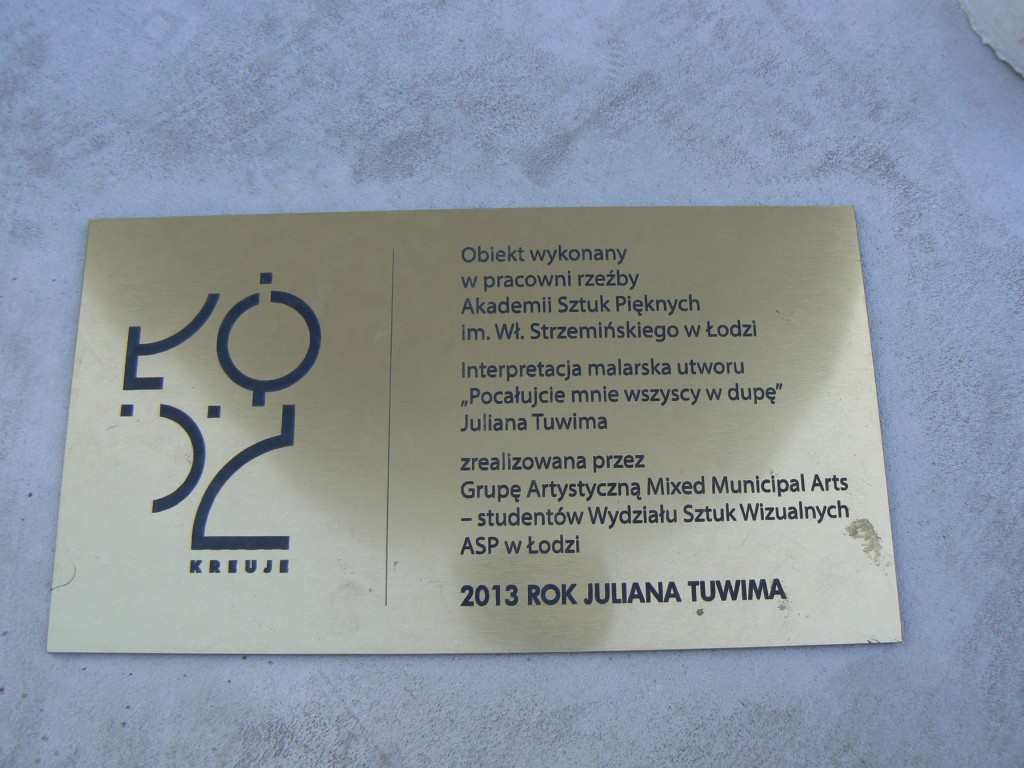 ŁÓDŹ
KREUJE
Obiekt wykonany
w pracowni rzeźby
Akademii Sztuk Pięknych
im. Wł. Strzemińskiego w Łodzi
Interpretacja malarska utworu
„Pocałujcie mnie wszyscy w dupę”
Juliana Tuwima
zrealizowana przez
Grupę Artystyczną Mixed Municipal Arts
– studentów Wydziału Sztuk Wizualnych
ASP w Łodzi
2013 ROK JULIANA TUWIMA